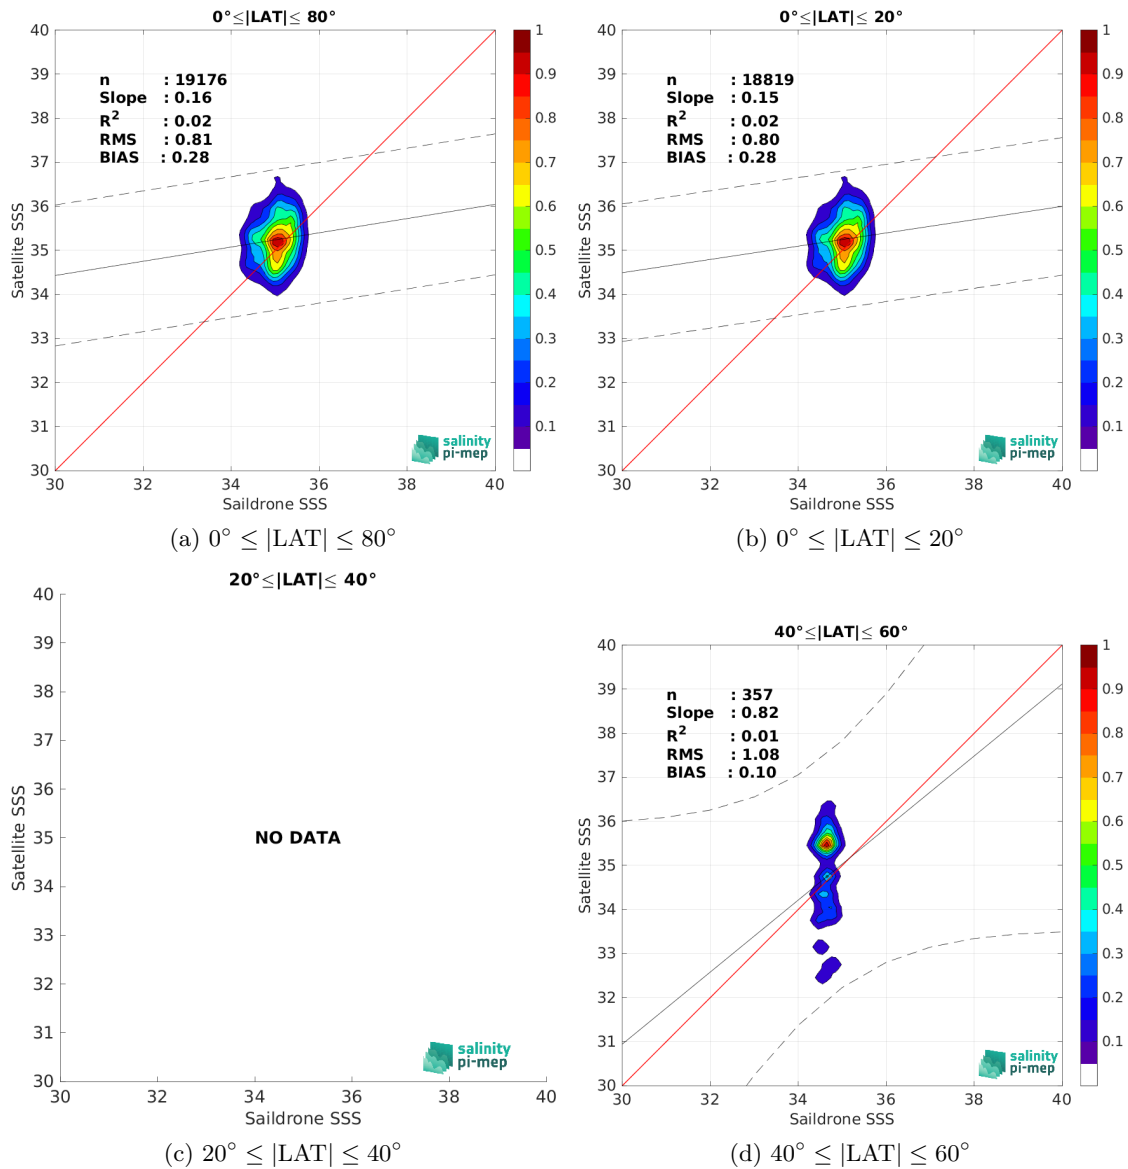 0°≤|LAT|≤ 80°
40
39
38
37
36
35
34
33
32
31
30
Satellite SSS
n : 19176
Slope : 0.16
R2 : 0.02
RMS : 0.81
BIAS : 0.28
salinity
pi-mep
30 32 34 36 38 40
Saildrone SSS
1
0.9
0.8
0.7
0.6
0.5
0.4
0.3
0.2
0.1
(a) 0° ≤ |LAT| ≤ 80°
0°≤|LAT|≤ 20°
40
39
38
37
36
35
34
33
32
31
30
Satellite SSS
n : 18819
Slope : 0.15
R2 : 0.02
RMS : 0.80
BIAS : 0.28
salinity
pi-mep
30 32 34 36 38 40
Saildrone SSS
1
0.9
0.8
0.7
0.6
0.5
0.4
0.3
0.2
0.1
(b) 0° ≤ |LAT| ≤ 20°
20°≤|LAT|≤ 40°
40
39
38
37
36
35
34
33
32
31
30
Satellite SSS
NO DATA
salinity
pi-mep
30 32 34 36 38 40
Saildrone SSS
(c) 20° ≤ |LAT| ≤ 40°
40°≤|LAT|≤ 60°
40
39
38
37
36
35
34
33
32
31
30
Satellite SSS
n : 357
Slope : 0.82
R2 : 0.01
RMS : 1.08
BIAS : 0.10
salinity
pi-mep
30 32 34 36 38 40
Saildrone SSS
1
0.9
0.8
0.7
0.6
0.5
0.4
0.3
0.2
0.1
(d) 40° ≤ |LAT| ≤ 60°